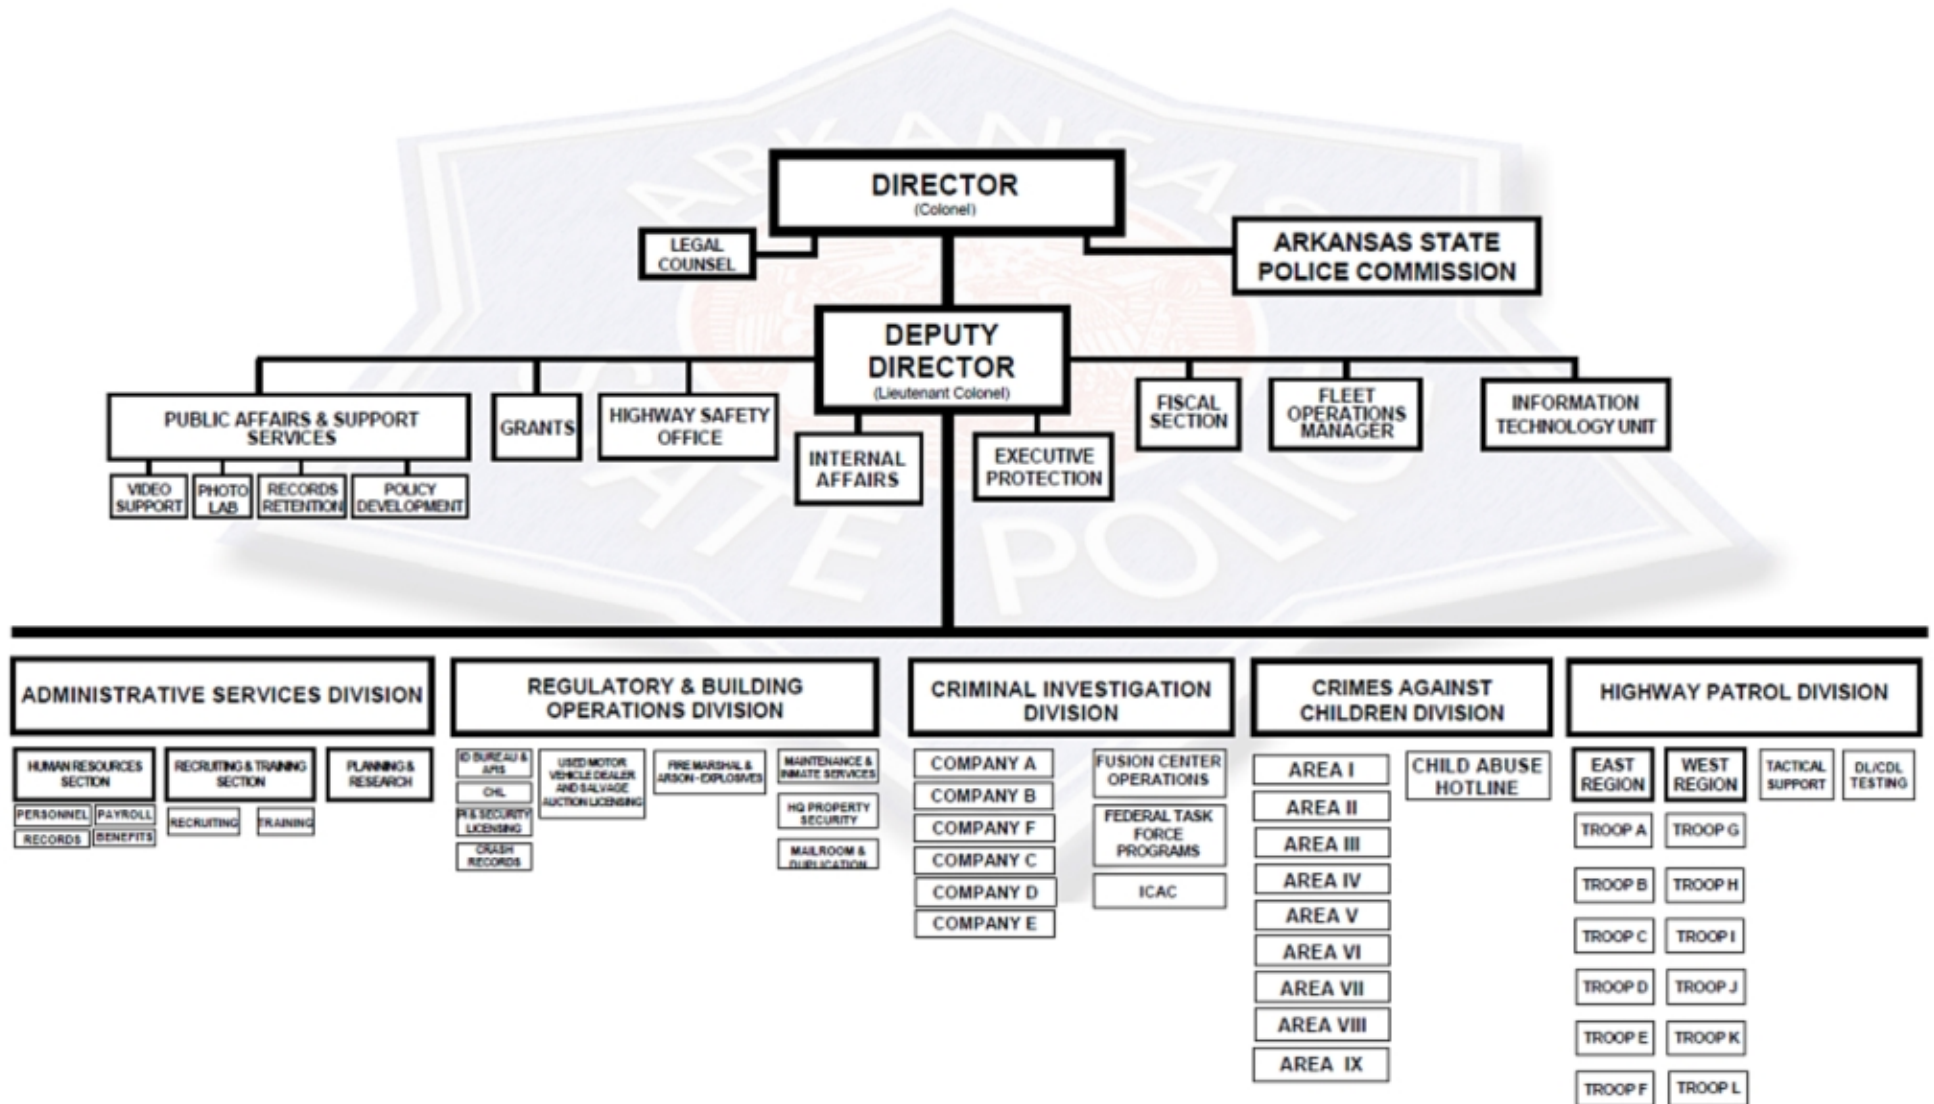 ARKANSAS
STATE POLICE
DIRECTOR
(Colonel)
LEGAL
COUNSEL
ARKANSAS STATE
POLICE COMMISSION
DEPUTY
DIRECTOR
(Lieutenant Colonel)
PUBLIC AFFAIRS & SUPPORT
SERVICES
GRANTS
HIGHWAY SAFETY
OFFICE
INTERNAL
AFFAIRS
EXECUTIVE
PROTECTION
FISCAL
SECTION
FLEET
OPERATIONS
MANAGER
INFORMATION
TECHNOLOGY UNIT
VIDEO
SUPPORT
PHOTO
LAB
RECORDS
RETENTION
POLICY
DEVELOPMENT
ADMINISTRATIVE SERVICES DIVISION
HUMAN RESOURCES
SECTION
PERSONNEL
PAYROLL
RECORDS
BENEFITS
RECRUITING & TRAINING
SECTION
RECRUITING
TRAINING
PLANNING &
RESEARCH
REGULATORY & BUILDING
OPERATIONS DIVISION
ID BUREAU &
AFIS
CHL
PI & SECURITY
LICENSING
CRASH
RECORDS
USED MOTOR
VEHICLE DEALER
AND SALVAGE
AUCTION LICENSING
FIRE MARSHAL &
ARSON - EXPLOSIVES
MAINTENANCE &
INMATE SERVICES
HQ PROPERTY
SECURITY
MAILROOM &
DUPLICATION
CRIMINAL INVESTIGATION
DIVISION
COMPANY A
COMPANY B
COMPANY F
COMPANY C
COMPANY D
COMPANY E
FUSION CENTER
OPERATIONS
FEDERAL TASK
FORCE
PROGRAMS
ICAC
CRIMES AGAINST
CHILDREN DIVISION
AREA I
AREA II
AREA III
AREA IV
AREA V
AREA VI
AREA VII
AREA VIII
AREA IX
CHILD ABUSE
HOTLINE
HIGHWAY PATROL DIVISION
EAST
REGION
TROOP A
TROOP B
TROOP C
TROOP D
TROOP E
TROOP F
WEST
REGION
TROOP G
TROOP H
TROOP I
TROOP J
TROOP K
TROOP L
TACTICAL
SUPPORT
DL/CDL
TESTING